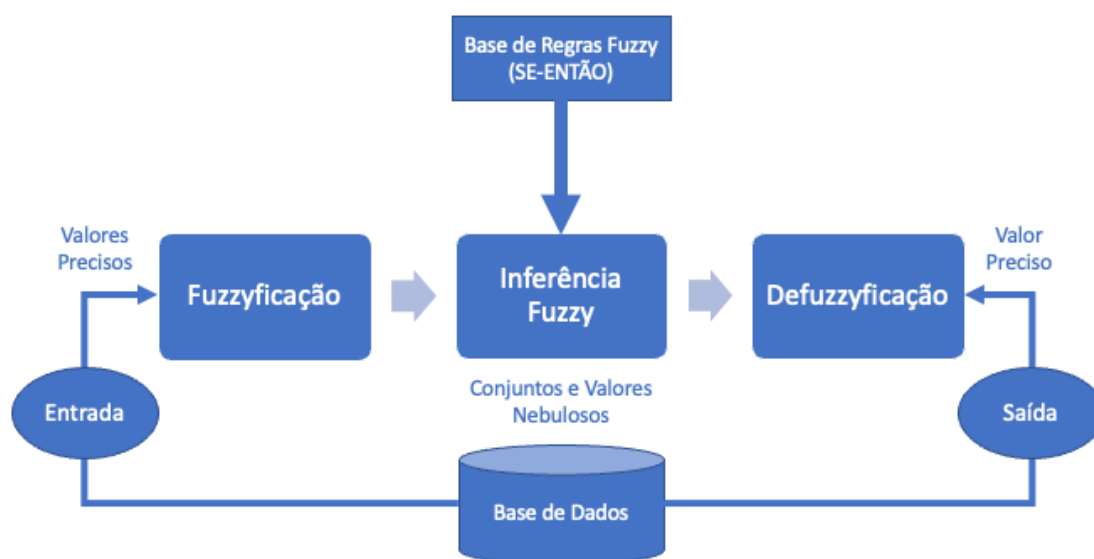 Base de Regras Fuzzy
(SE-ENTÃO)
Valores
Precisos
Fuzzyficação
Inferência
Fuzzy
Defuzzyficação
Valor
Preciso
Conjuntos e Valores
Nebulosos
Entrada
Saída
Base de Dados